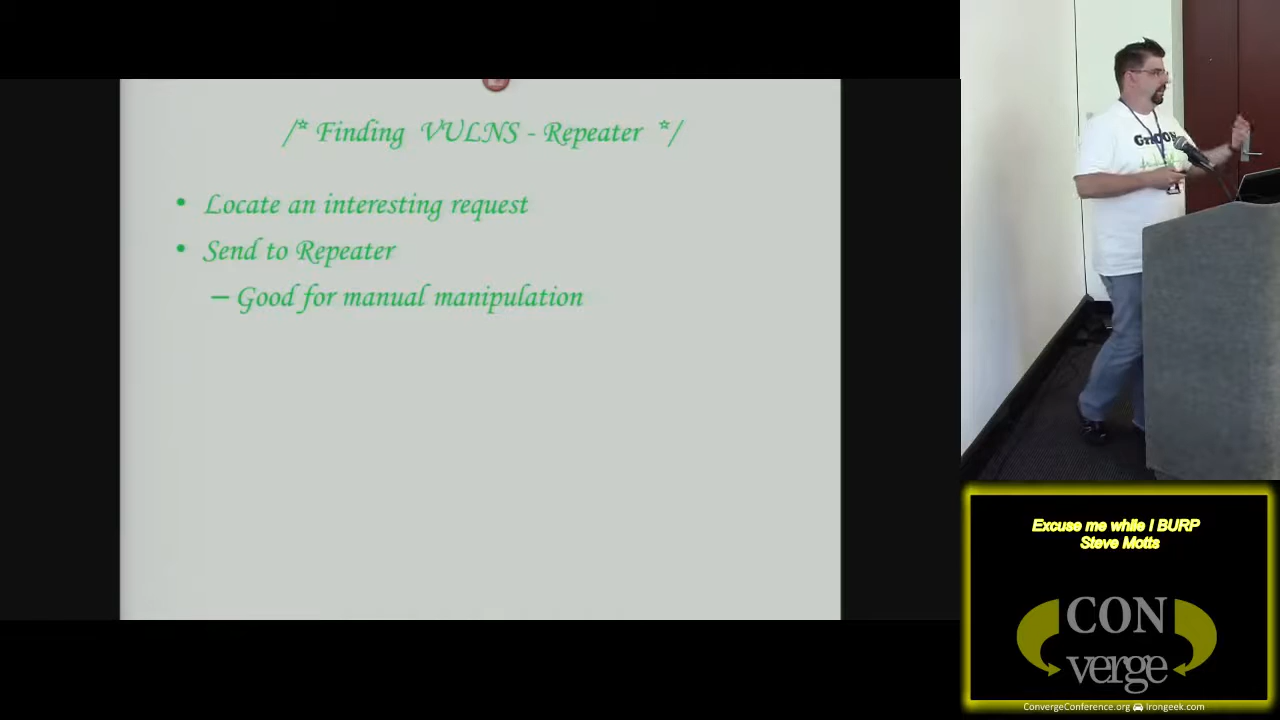 /* Finding VULNS - Repeater */
• Locate an interesting request
• Send to Repeater
– Good for manual manipulation
Excuse me while I BURP
Steve Motts
CON
verge
ConvergeConference.org Irongeek.com